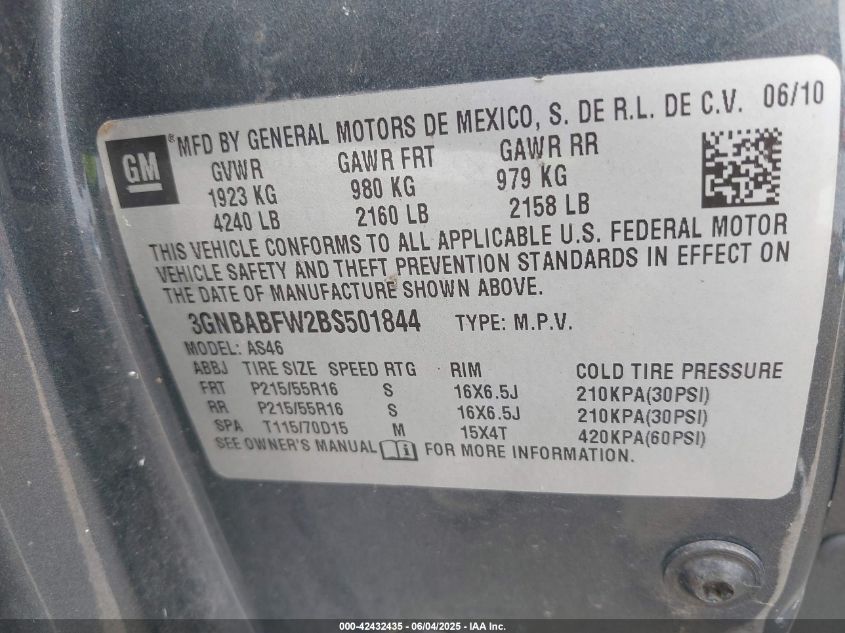 GM
® MFD BY GENERAL MOTORS DE MEXICO, S. DE R.L. DE C.V. 06/10
GVWR GAWR FRT GAWR RR
1923 KG 980 KG 979 KG
4240 LB 2160 LB 2158 LB
THIS VEHICLE CONFORMS TO ALL APPLICABLE U.S. FEDERAL MOTOR
VEHICLE SAFETY AND THEFT PREVENTION STANDARDS IN EFFECT ON
THE DATE OF MANUFACTURE SHOWN ABOVE.
3GNBABFW2BS501844 TYPE: M.P.V.
MODEL: AS46
ABBJ TIRE SIZE SPEED RTG RIM COLD TIRE PRESSURE
FRT P215/55R16 S 16X6.5J 210KPA(30PSI)
RR P215/55R16 S 16X6.5J 210KPA(30PSI)
SPA T115/70D15 M 15X4T 420KPA(60PSI)
SEE OWNER'S MANUAL FOR MORE INFORMATION.
000-42432435 - 06/04/2025 - IAA Inc.